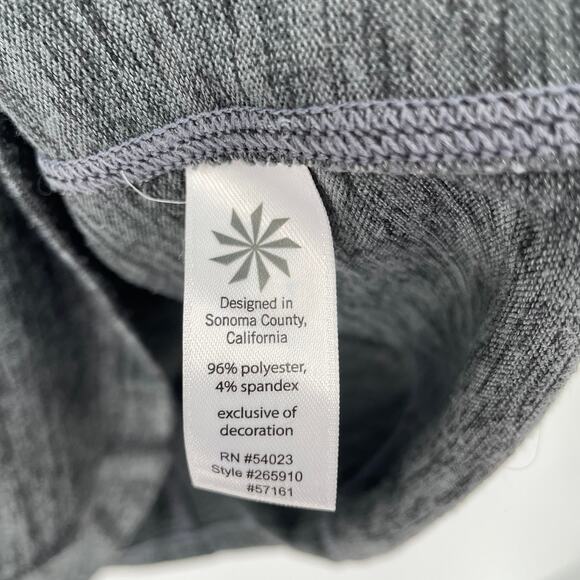 Designed in
Sonoma County,
California
96% polyester,
4% spandex
exclusive of
decoration
RN #54023
Style #265910
#57161